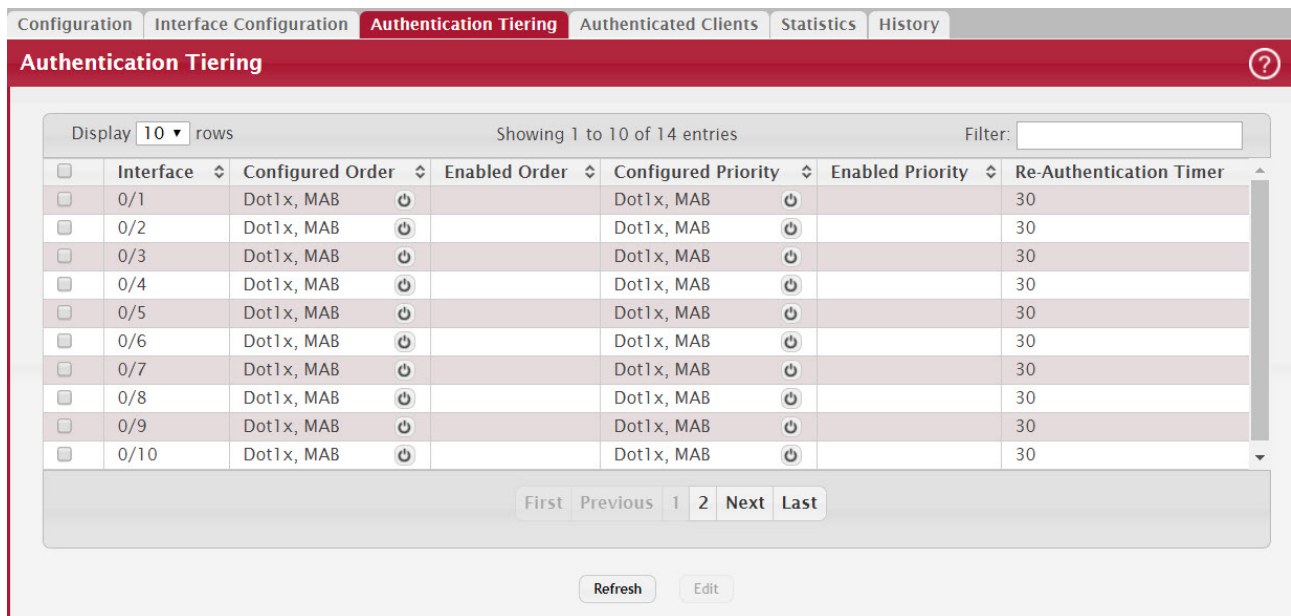 Configuration Interface Configuration Authentication Tiering Authenticated Clients Statistics History
Authentication Tiering ?
Display 10 rows Showing 1 to 10 of 14 entries Filter:
Interface Configured Order Enabled Order Configured Priority Enabled Priority Re-Authentication Timer
0/1 Dot1x, MAB Dot1x, MAB 30
0/2 Dot1x, MAB Dot1x, MAB 30
0/3 Dot1x, MAB Dot1x, MAB 30
0/4 Dot1x, MAB Dot1x, MAB 30
0/5 Dot1x, MAB Dot1x, MAB 30
0/6 Dot1x, MAB Dot1x, MAB 30
0/7 Dot1x, MAB Dot1x, MAB 30
0/8 Dot1x, MAB Dot1x, MAB 30
0/9 Dot1x, MAB Dot1x, MAB 30
0/10 Dot1x, MAB Dot1x, MAB 30
First Previous 1 2 Next Last
Refresh Edit